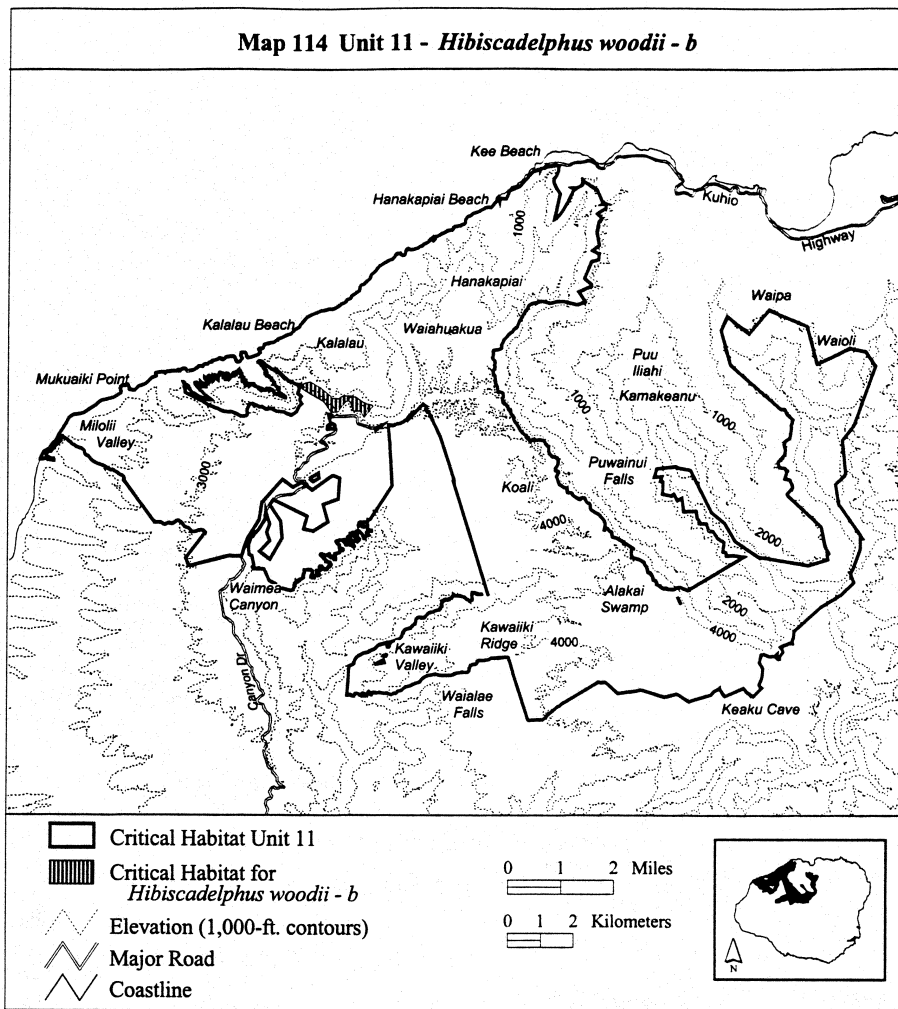 Map 114 Unit 11 - Hibiscadelphus woodii - b
Kee Beach
Hanakapiai Beach
Kuhio
Highway
1000
Hanakapiai
Waipa
Kalalau Beach
Kalalau
Waiahuakua
Waioli
Mukuaiki Point
Puu
Iliahi
Kamakeanu
1000
1000
Milolii
Valley
3000
Puwainui
Falls
Koali
4000
2000
Waimea
Canyon
Alakai
Swamp
2000
4000
Kawaiiki
Ridge
4000
Kawaiiki
Valley
Canyon Dr
Waialae
Falls
Keaku Cave
Critical Habitat Unit 11
Critical Habitat for
Hibiscadelphus woodii - b
Elevation (1,000-ft. contours)
Major Road
Coastline
0 1 2 Miles
0 1 2 Kilometers
N